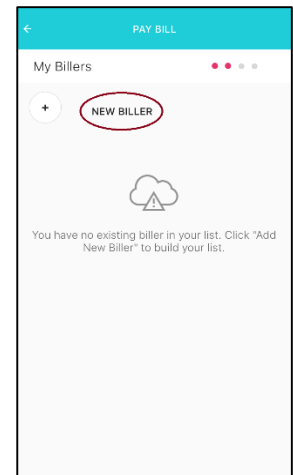 PAY BILL
My Billers
+ NEW BILLER
You have no existing biller in your list. Click "Add
New Biller" to build your list.